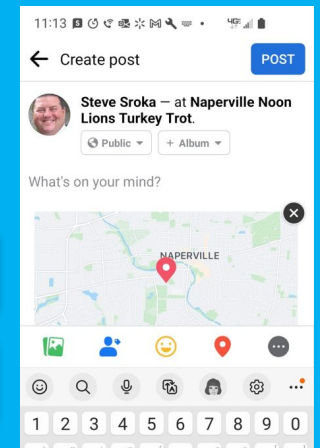 11:13
4G
Create post
POST
Steve Sroka — at Naperville Noon
Lions Turkey Trot.
Public
+ Album
What's on your mind?
NAPERVILLE
1 2 3 4 5 6 7 8 9 0